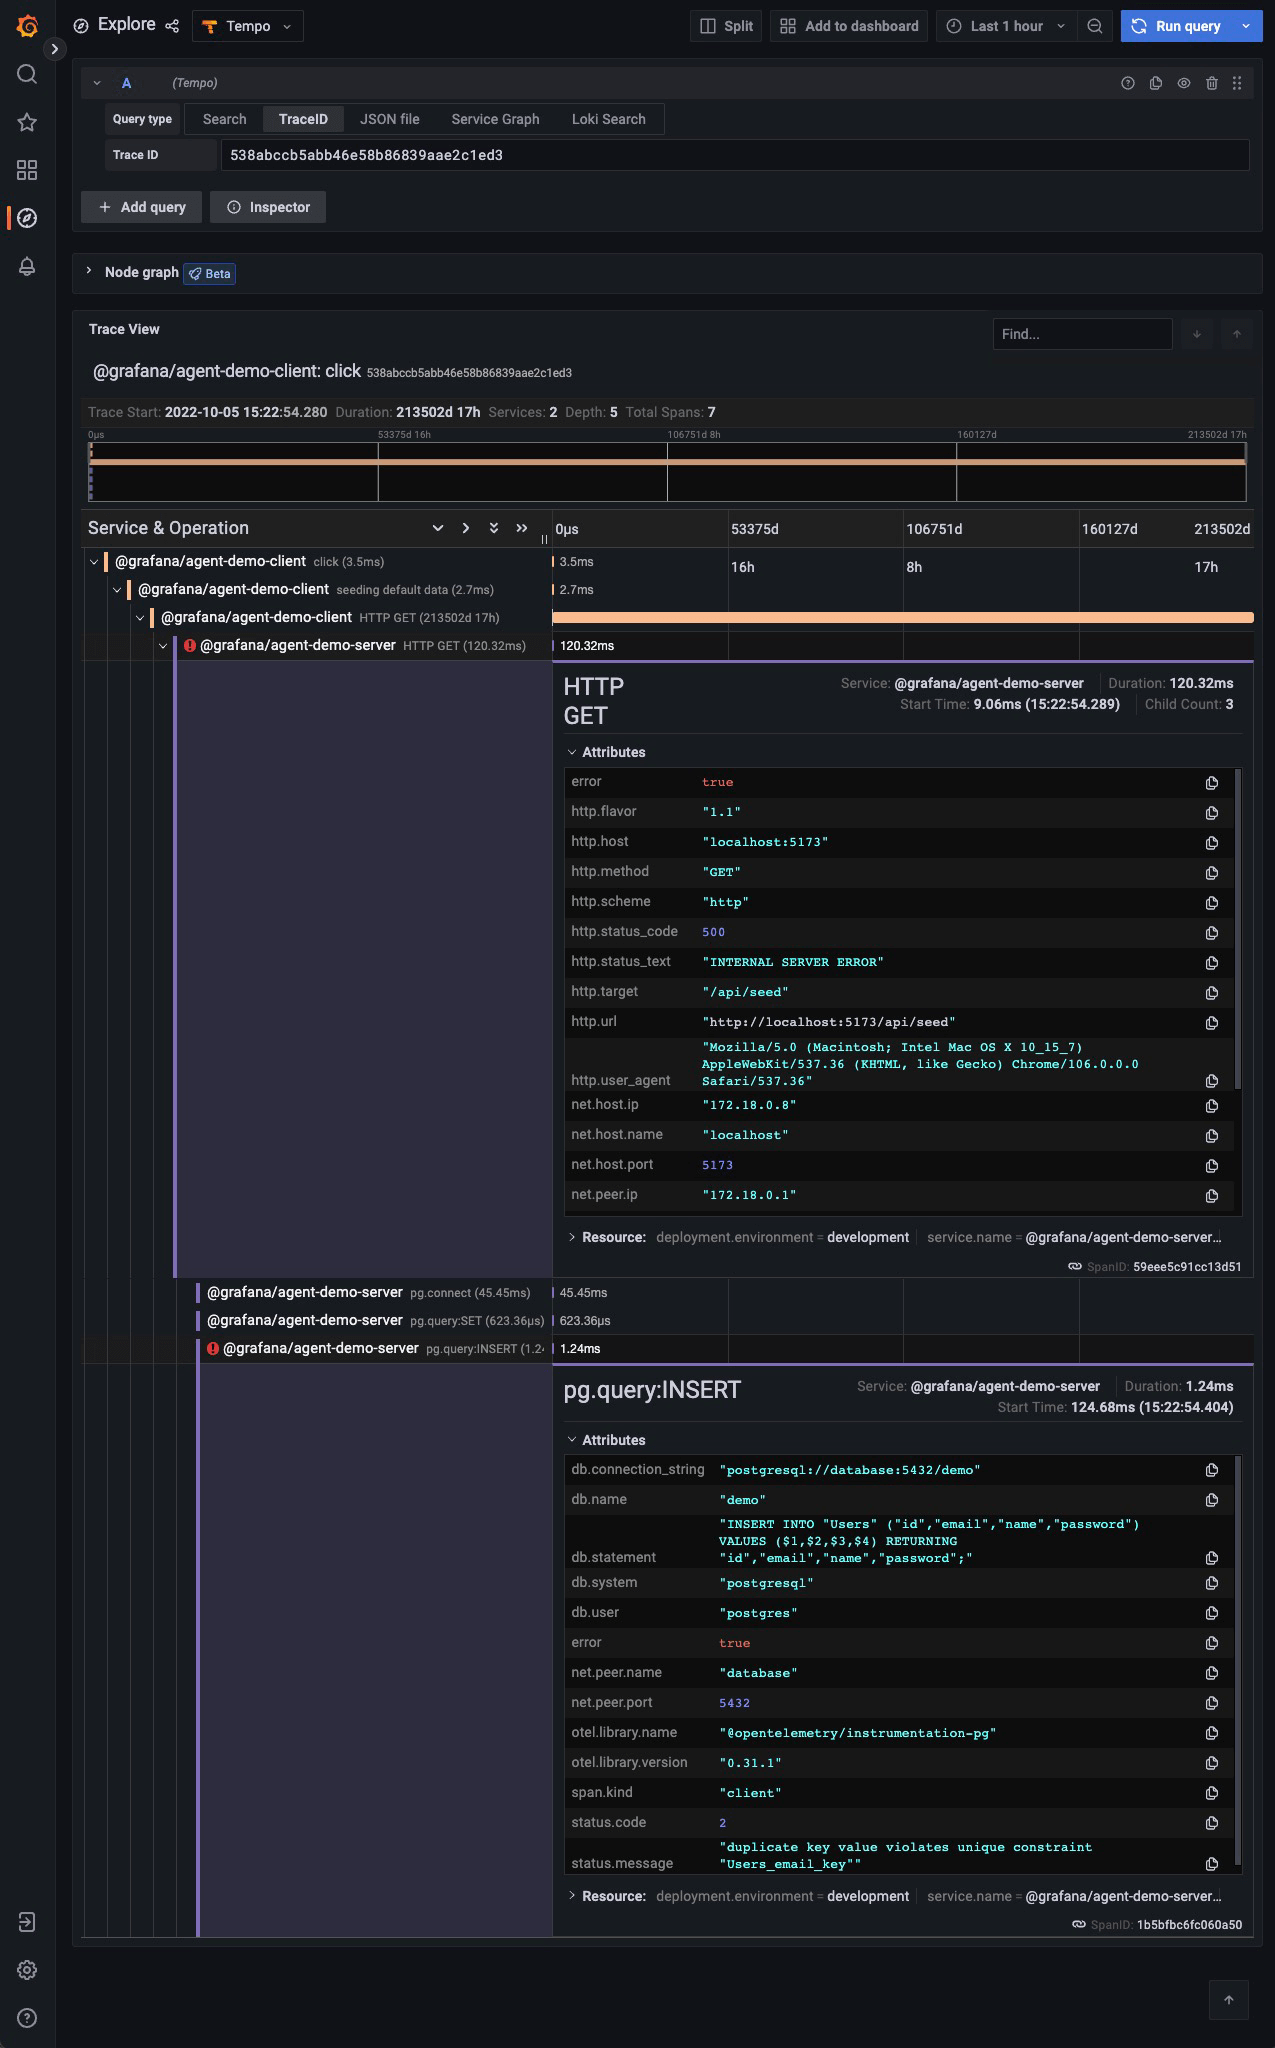 Explore Tempo Split Add to dashboard Last 1 hour Run query
A (Tempo)
Query type Search TraceID JSON file Service Graph Loki Search
Trace ID 538abccb5abb46e58b86839aae2c1ed3
+ Add query Inspector
Node graph Beta
Trace View Find...
@grafana/agent-demo-client: click 538abccb5abb46e58b86839aae2c1ed3
Trace Start: 2022-10-05 15:22:54.280 Duration: 213502d 17h Services: 2 Depth: 5 Total Spans: 7
0μs 53375d 16h 106751d 8h 160127d 213502d 17h
Service & Operation 0μs 53375d 106751d 160127d 213502d
16h 8h 17h
@grafana/agent-demo-client click (3.5ms) 3.5ms
@grafana/agent-demo-client seeding default data (2.7ms) 2.7ms
@grafana/agent-demo-client HTTP GET (213502d 17h)
@grafana/agent-demo-server HTTP GET (120.32ms) 120.32ms
HTTP
GET
Service: @grafana/agent-demo-server Duration: 120.32ms
Start Time: 9.06ms (15:22:54.289) Child Count: 3
Attributes
error true
http.flavor "1.1"
http.host "localhost:5173"
http.method "GET"
http.scheme "http"
http.status_code 500
http.status_text "INTERNAL SERVER ERROR"
http.target "/api/seed"
http.url "http://localhost:5173/api/seed"
http.user_agent "Mozilla/5.0 (Macintosh; Intel Mac OS X 10_15_7)
AppleWebKit/537.36 (KHTML, like Gecko) Chrome/106.0.0.0
Safari/537.36"
net.host.ip "172.18.0.8"
net.host.name "localhost"
net.host.port 5173
net.peer.ip "172.18.0.1"
Resource: deployment.environment = development service.name = @grafana/agent-demo-server...
SpanID: 59eee5c91cc13d51
@grafana/agent-demo-server pg.connect (45.45ms) 45.45ms
@grafana/agent-demo-server pg.query:SET (623.36μs) 623.36μs
@grafana/agent-demo-server pg.query:INSERT (1.24 1.24ms
pg.query:INSERT Service: @grafana/agent-demo-server Duration: 1.24ms
Start Time: 124.68ms (15:22:54.404)
Attributes
db.connection_string "postgresql://database:5432/demo"
db.name "demo"
db.statement "INSERT INTO "Users" ("id","email","name","password")
VALUES ($1,$2,$3,$4) RETURNING
"id","email","name","password";"
db.system "postgresql"
db.user "postgres"
error true
net.peer.name "database"
net.peer.port 5432
otel.library.name "@opentelemetry/instrumentation-pg"
otel.library.version "0.31.1"
span.kind "client"
status.code 2
status.message "duplicate key value violates unique constraint
"Users_email_key""
Resource: deployment.environment = development service.name = @grafana/agent-demo-server...
SpanID: 1b5bfbc6fc060a50